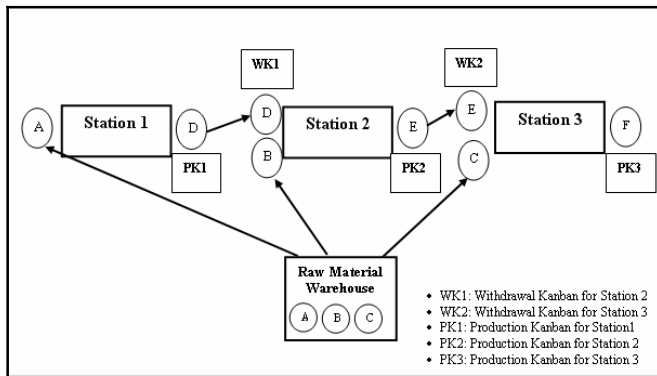 WK1
WK2
A
Station 1
D
D
Station 2
E
E
Station 3
F
B
C
PK1
PK2
PK3
Raw Material
Warehouse
A B C
• WK1: Withdrawal Kanban for Station 2
• WK2: Withdrawal Kanban for Station 3
• PK1: Production Kanban for Station1
• PK2: Production Kanban for Station 2
• PK3: Production Kanban for Station 3